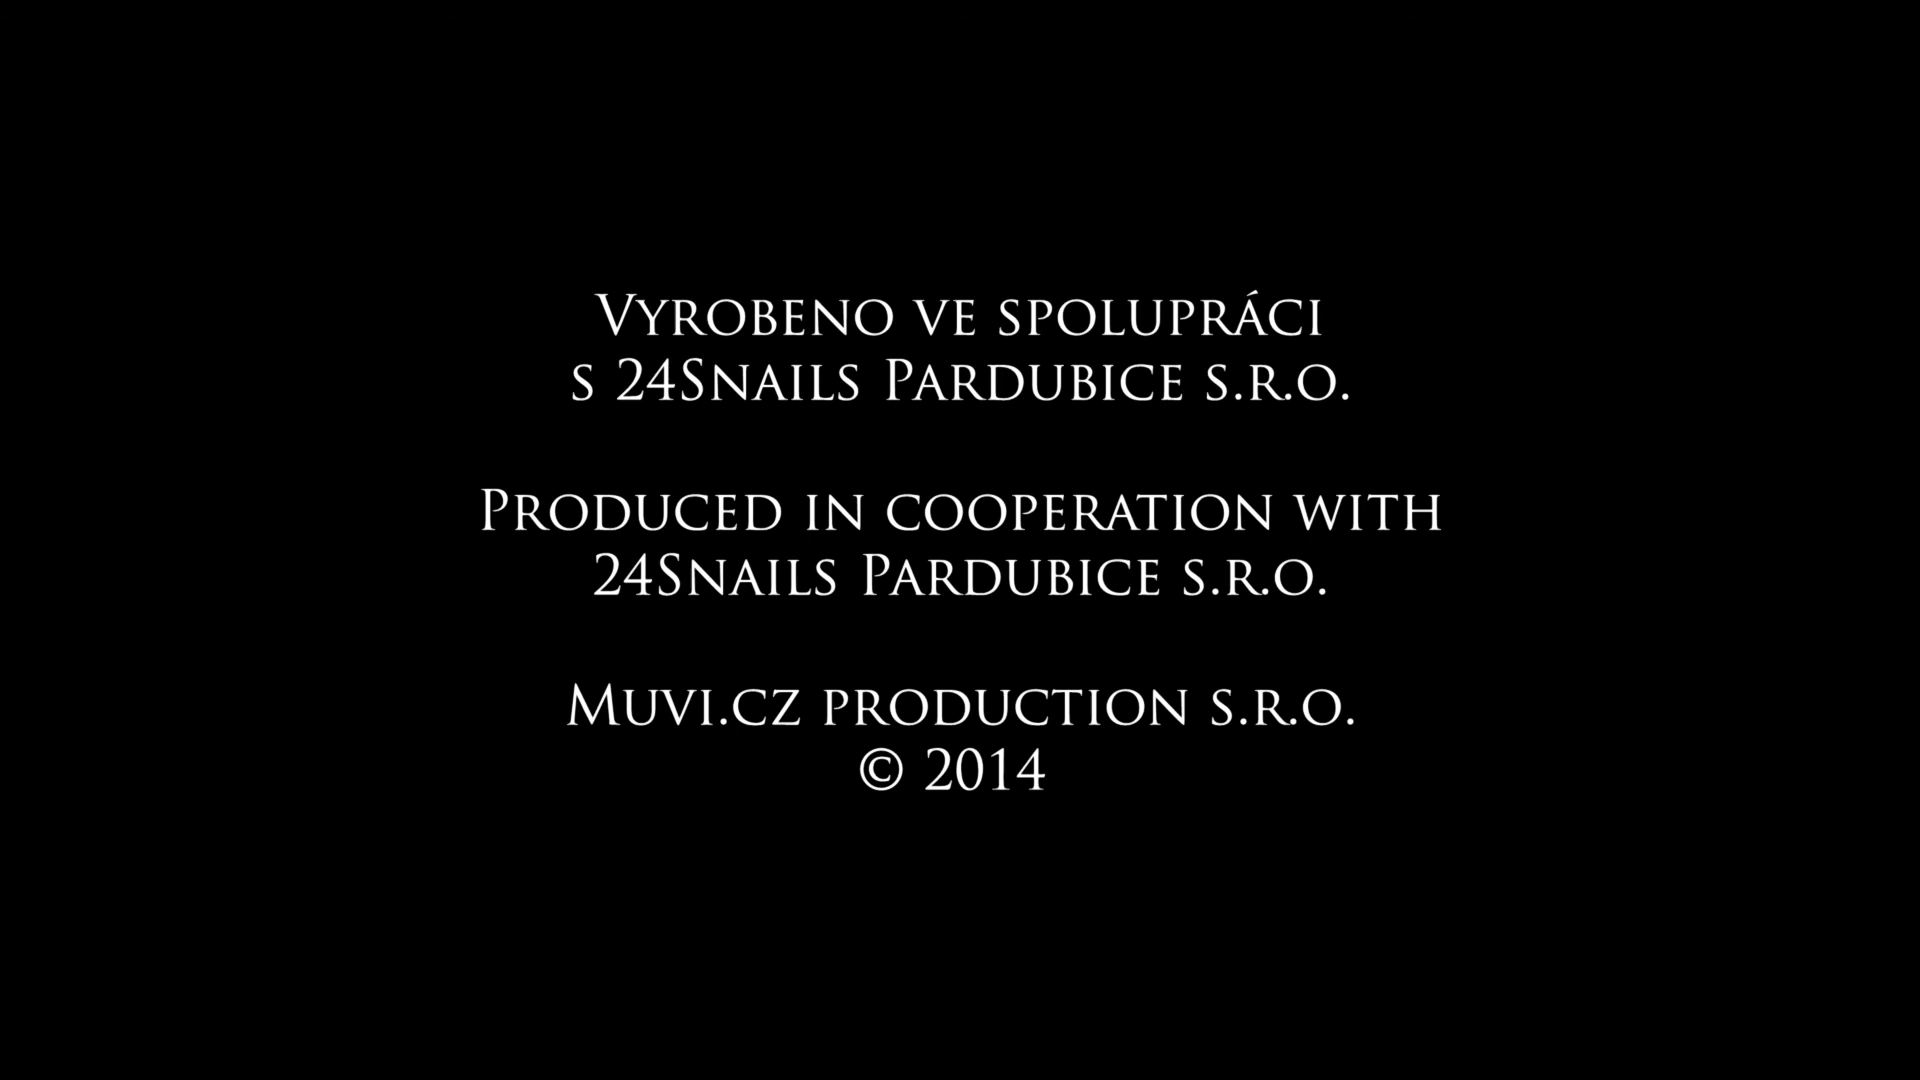 Vyrobeno ve spolupráci
s 24Snails Pardubice s.r.o.
Produced in cooperation with
24Snails Pardubice s.r.o.
Muvi.cz production s.r.o.
© 2014